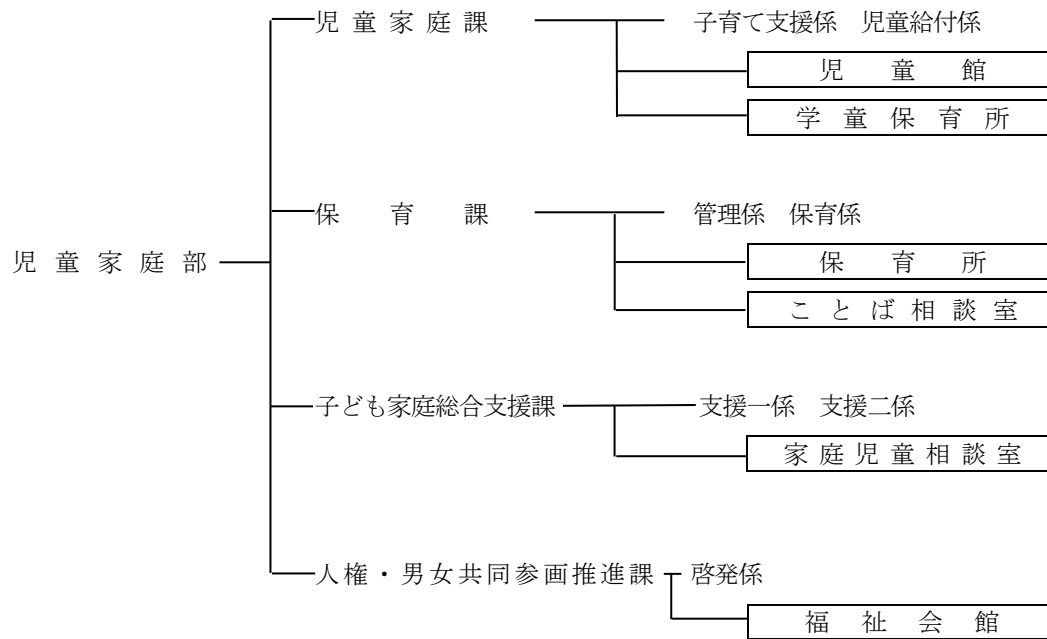 児童家庭課 子育て支援係 児童給付係
児童館
学童保育所
保育課 管理係 保育係
児童家庭部
保育所
ことば相談室
子ども家庭総合支援課 支援一係 支援二係
家庭児童相談室
人権・男女共同参画推進課 啓発係
福祉会館